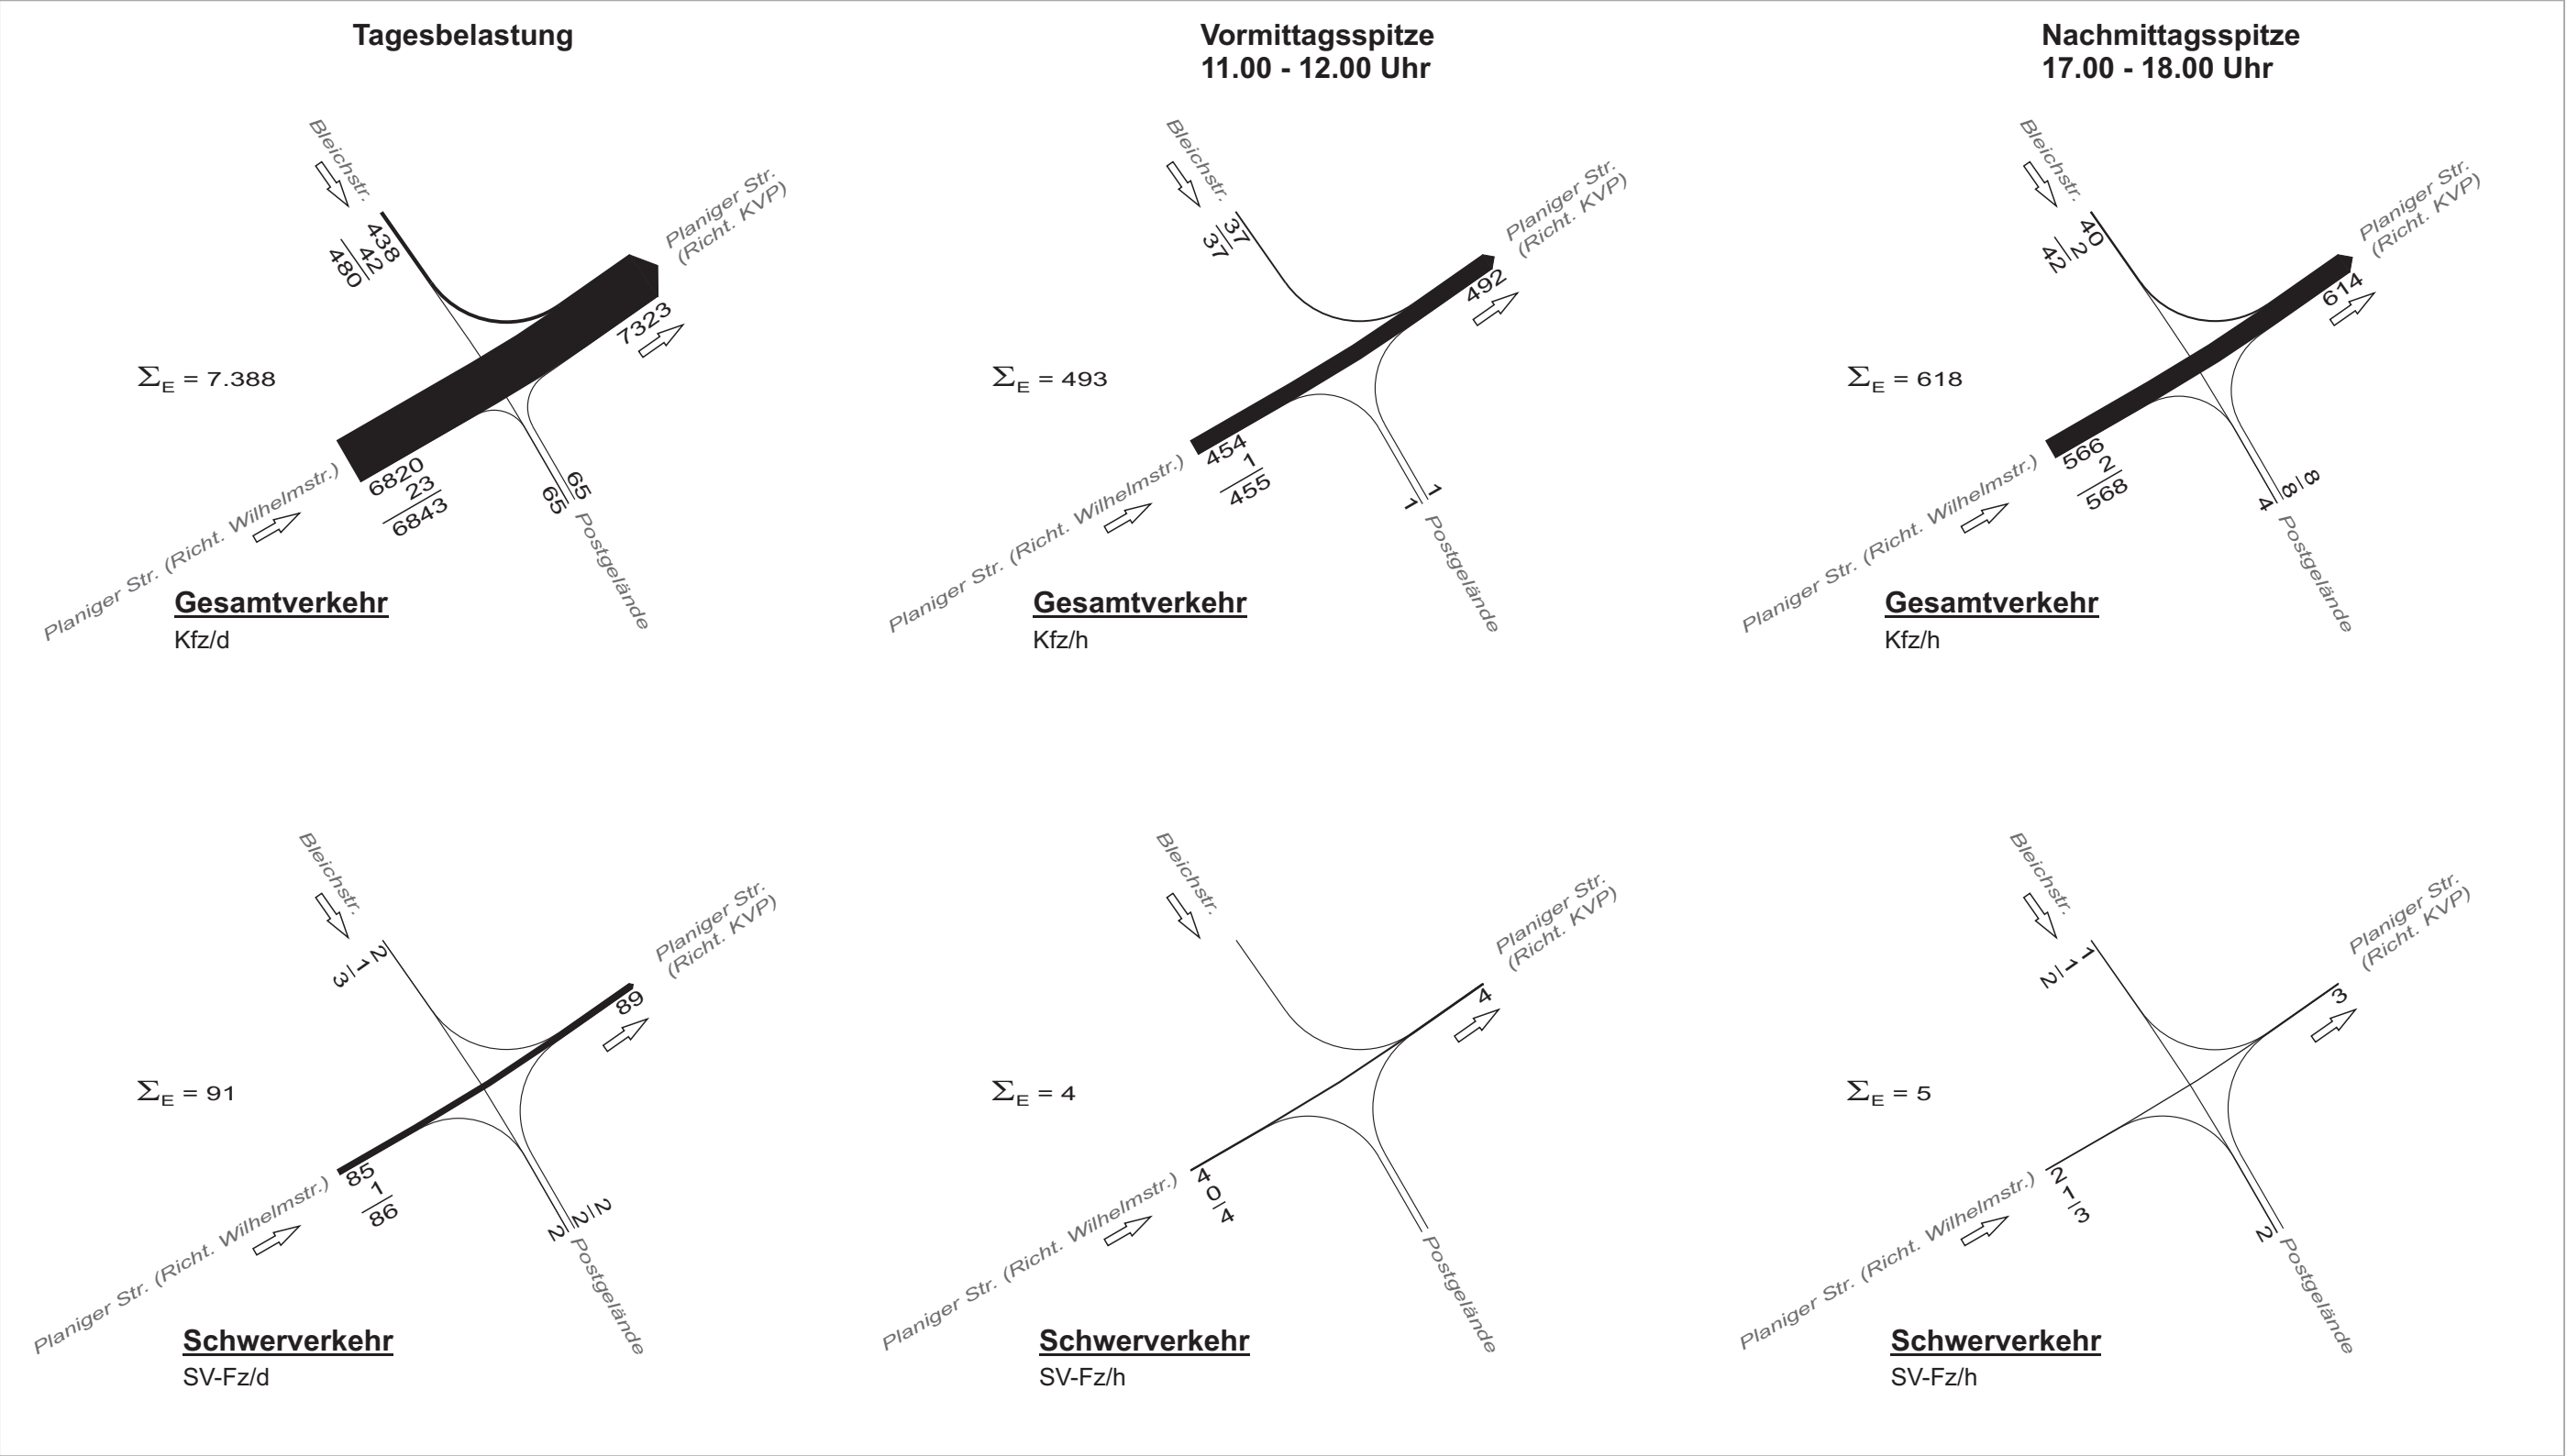 Tagesbelastung
Bleichstr.
438
42
480
Planiger Str.
(Richt. KVP)
7323
ΣE = 7.388
6820
23
6843
65
65
Planiger Str. (Richt. Wilhelmstr.)
Postgelände
Gesamtverkehr
Kfz/d
Vormittagsspitze
11.00 - 12.00 Uhr
Bleichstr.
37
37
Planiger Str.
(Richt. KVP)
492
ΣE = 493
454
1
455
1
1
Planiger Str. (Richt. Wilhelmstr.)
Postgelände
Gesamtverkehr
Kfz/h
Nachmittagsspitze
17.00 - 18.00 Uhr
Bleichstr.
40
2
42
Planiger Str.
(Richt. KVP)
614
ΣE = 618
566
2
568
4
8
8
Planiger Str. (Richt. Wilhelmstr.)
Postgelände
Gesamtverkehr
Kfz/h
Bleichstr.
2
1
3
Planiger Str.
(Richt. KVP)
89
ΣE = 91
85
1
86
2
2
2
Planiger Str. (Richt. Wilhelmstr.)
Postgelände
Schwerverkehr
SV-Fz/d
Bleichstr.
Planiger Str.
(Richt. KVP)
4
ΣE = 4
4
0
4
Planiger Str. (Richt. Wilhelmstr.)
Postgelände
Schwerverkehr
SV-Fz/h
Bleichstr.
1
1
2
Planiger Str.
(Richt. KVP)
3
ΣE = 5
2
1
3
2
Planiger Str. (Richt. Wilhelmstr.)
Postgelände
Schwerverkehr
SV-Fz/h